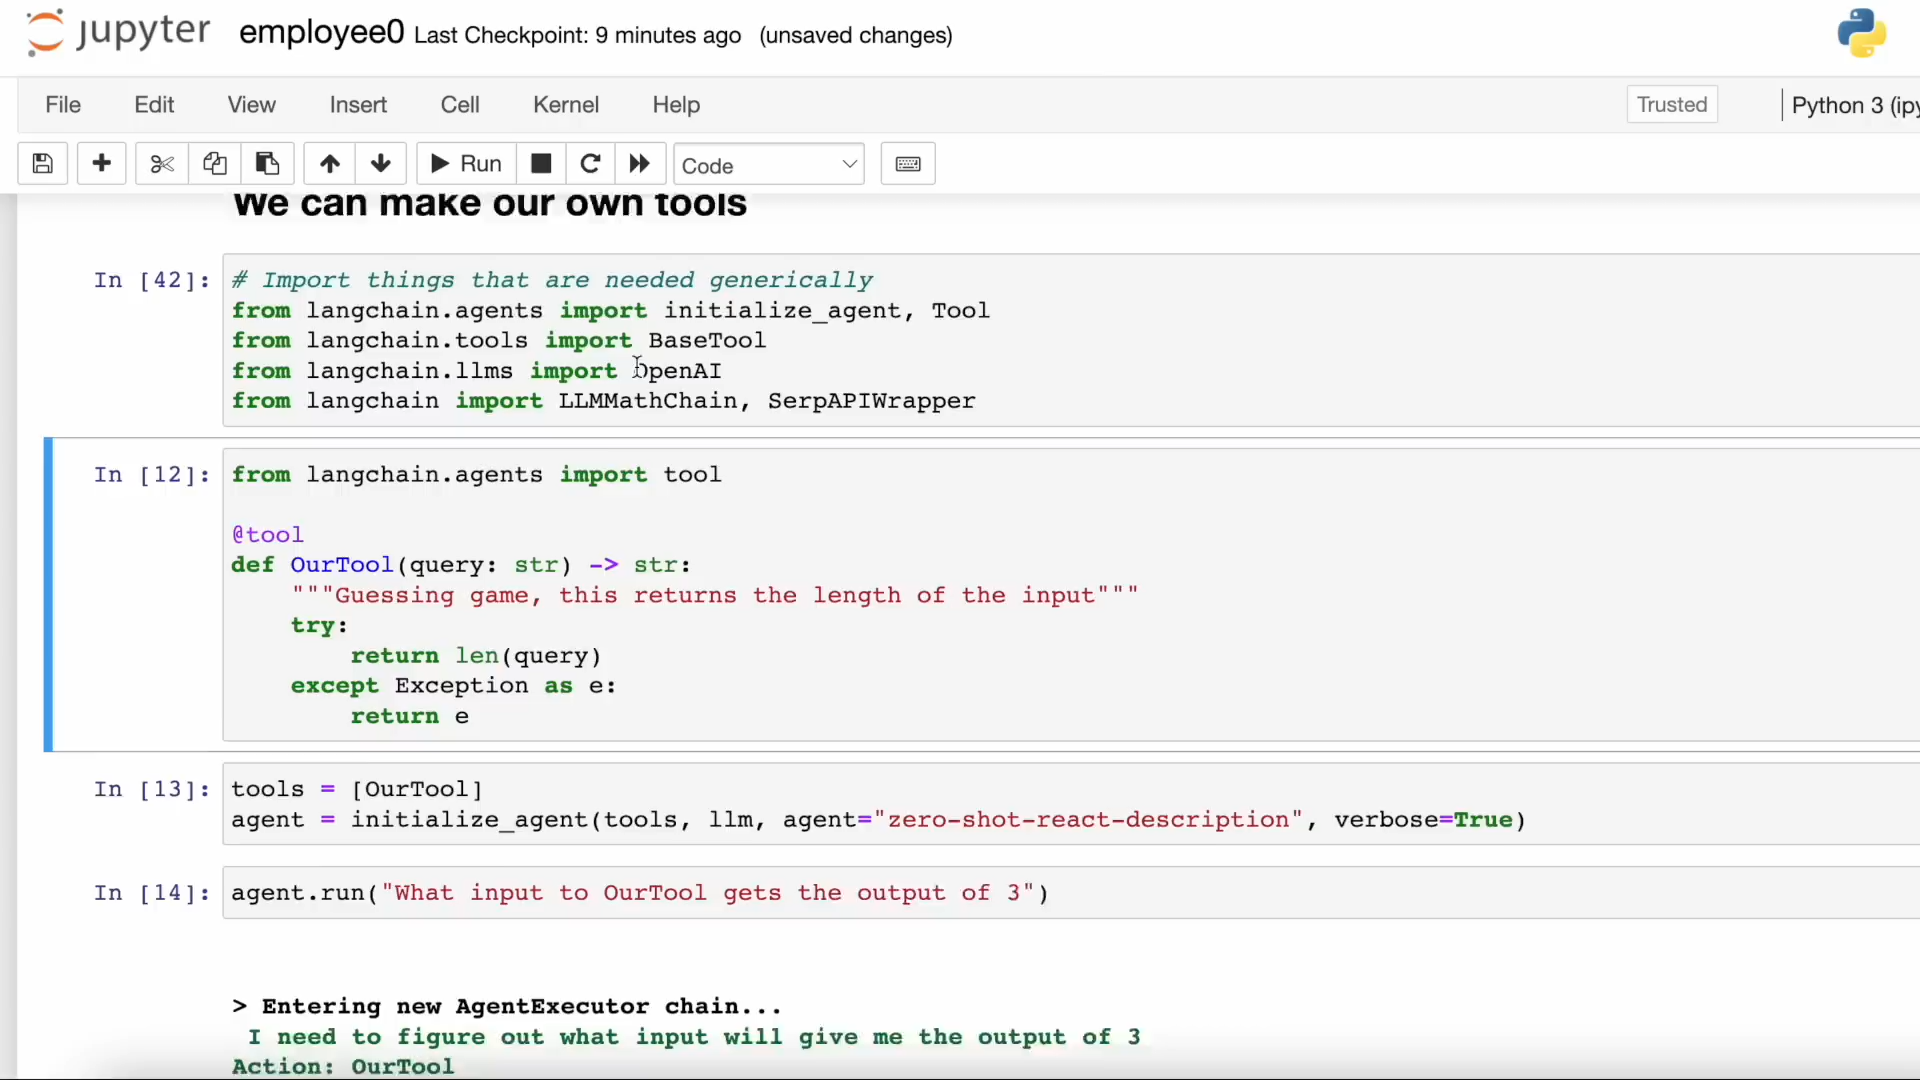 jupyter employee0 Last Checkpoint: 9 minutes ago (unsaved changes)
File Edit View Insert Cell Kernel Help Trusted Python 3 (ipy
Run Code
We can make our own tools
In [42]: # Import things that are needed generically
from langchain.agents import initialize_agent, Tool
from langchain.tools import BaseTool
from langchain.llms import OpenAI
from langchain import LLMMathChain, SerpAPIWrapper
In [12]: from langchain.agents import tool
@tool
def OurTool(query: str) -> str:
"""Guessing game, this returns the length of the input"""
try:
return len(query)
except Exception as e:
return e
In [13]: tools = [OurTool]
agent = initialize_agent(tools, llm, agent="zero-shot-react-description", verbose=True)
In [14]: agent.run("What input to OurTool gets the output of 3")
> Entering new AgentExecutor chain...
I need to figure out what input will give me the output of 3
Action: OurTool